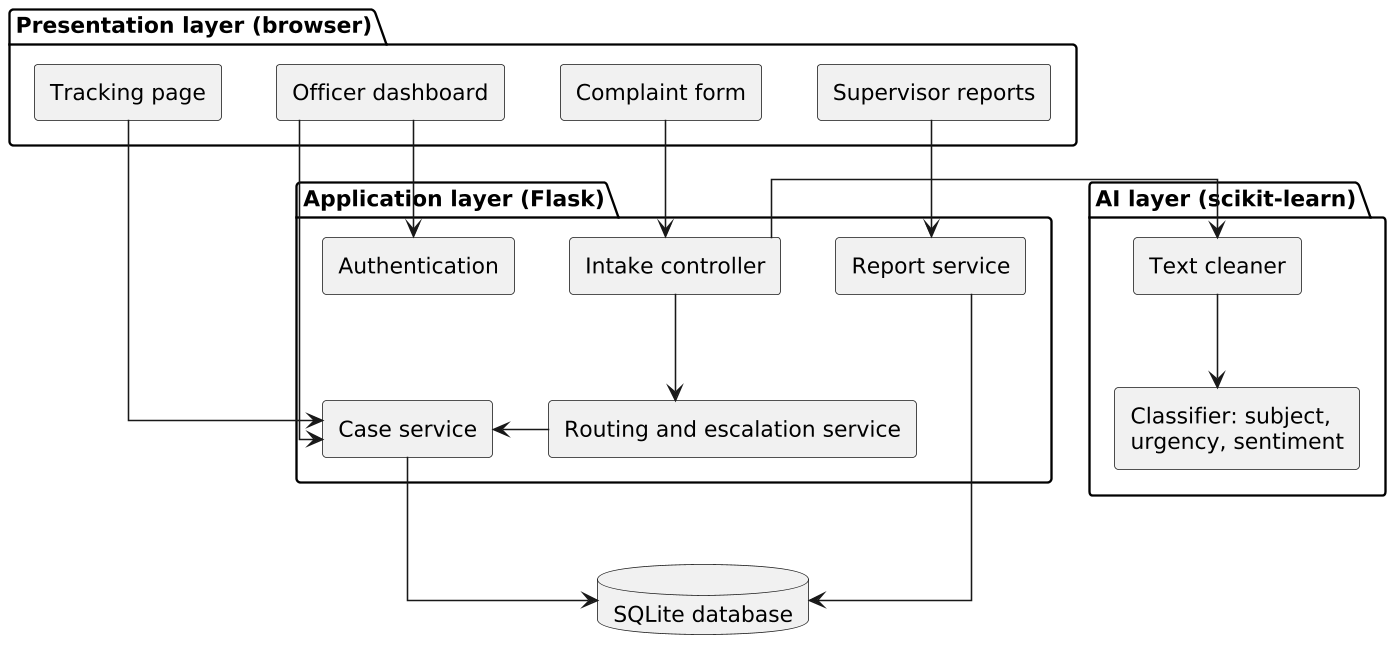 Presentation layer (browser)
Tracking page
Officer dashboard
Complaint form
Supervisor reports
Application layer (Flask)
AI layer (scikit-learn)
Authentication
Intake controller
Report service
Text cleaner
Case service
Routing and escalation service
Classifier: subject,
urgency, sentiment
SQLite database